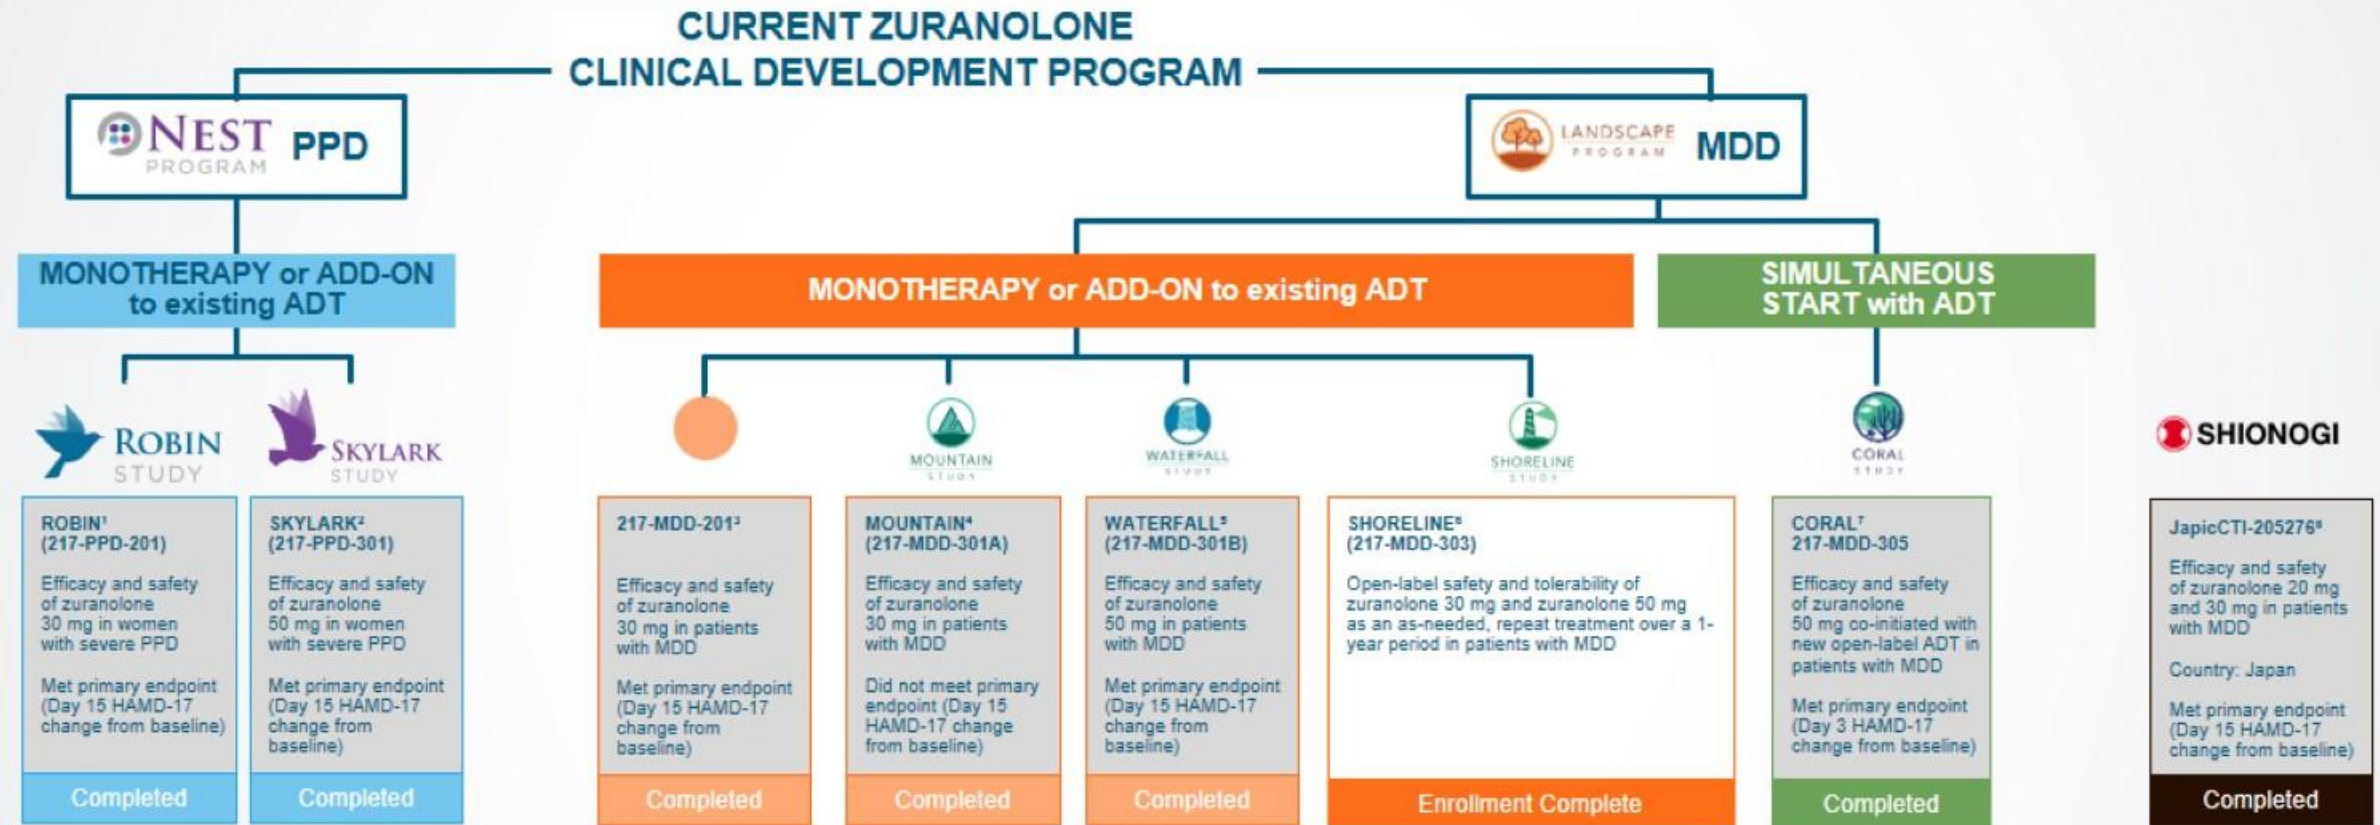 CURRENT ZURANOLONE
CLINICAL DEVELOPMENT PROGRAM
NEST
PROGRAM
PPD
LANDSCAPE
PROGRAM
MDD
MONOTHERAPY or ADD-ON
to existing ADT
MONOTHERAPY or ADD-ON to existing ADT
SIMULTANEOUS
START with ADT
ROBIN
STUDY
SKYLARK
STUDY
MOUNTAIN
STUDY
WATERFALL
STUDY
SHORELINE
STUDY
CORAL
STUDY
SHIONOGI
ROBIN¹
(217-PPD-201)
Efficacy and safety
of zuranolone
30 mg in women
with severe PPD
Met primary endpoint
(Day 15 HAMD-17
change from baseline)
Completed
SKYLARK²
(217-PPD-301)
Efficacy and safety
of zuranolone
50 mg in women
with severe PPD
Met primary endpoint
(Day 15 HAMD-17
change from
baseline)
Completed
217-MDD-201³
Efficacy and safety
of zuranolone
30 mg in patients
with MDD
Met primary endpoint
(Day 15 HAMD-17
change from
baseline)
Completed
MOUNTAIN⁴
(217-MDD-301A)
Efficacy and safety
of zuranolone
30 mg in patients
with MDD
Did not meet primary
endpoint (Day 15
HAMD-17 change
from baseline)
Completed
WATERFALL⁵
(217-MDD-301B)
Efficacy and safety
of zuranolone
50 mg in patients
with MDD
Met primary endpoint
(Day 15 HAMD-17
change from
baseline)
Completed
SHORELINE⁶
(217-MDD-303)
Open-label safety and tolerability of
zuranolone 30 mg and zuranolone 50 mg
as an as-needed, repeat treatment over a 1-
year period in patients with MDD
Enrollment Complete
CORAL⁷
217-MDD-305
Efficacy and safety
of zuranolone
50 mg co-initiated with
new open-label ADT in
patients with MDD
Met primary endpoint
(Day 3 HAMD-17
change from baseline)
Completed
JapicCTI-205276⁸
Efficacy and safety
of zuranolone 20 mg
and 30 mg in patients
with MDD
Country: Japan
Met primary endpoint
(Day 15 HAMD-17
change from baseline)
Completed